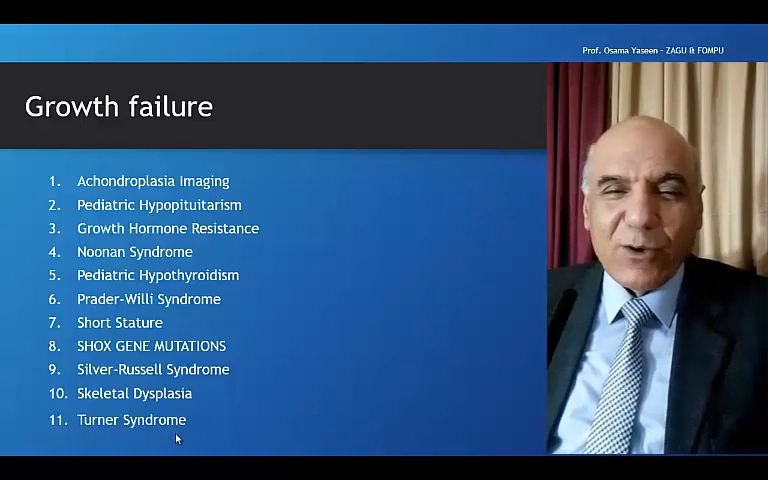 Prof. Osama Yaseen - ZAGU & FOMPU
Growth failure
1. Achondroplasia Imaging
2. Pediatric Hypopituitarism
3. Growth Hormone Resistance
4. Noonan Syndrome
5. Pediatric Hypothyroidism
6. Prader-Willi Syndrome
7. Short Stature
8. SHOX GENE MUTATIONS
9. Silver-Russell Syndrome
10. Skeletal Dysplasia
11. Turner Syndrome